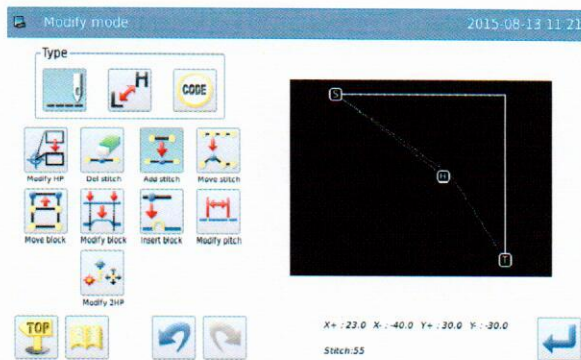 Modify mode
2015-08-13 11:21
Type
L H
CODE
Modify HP
Del stitch
Add stitch
Move stitch
Move block
Modify block
Insert block
Modify pitch
Modify 2HP
TOP
S
H
T
X+ : 23.0 X- : -40.0 Y+ : 30.0 Y- : -30.0
Stitch:55